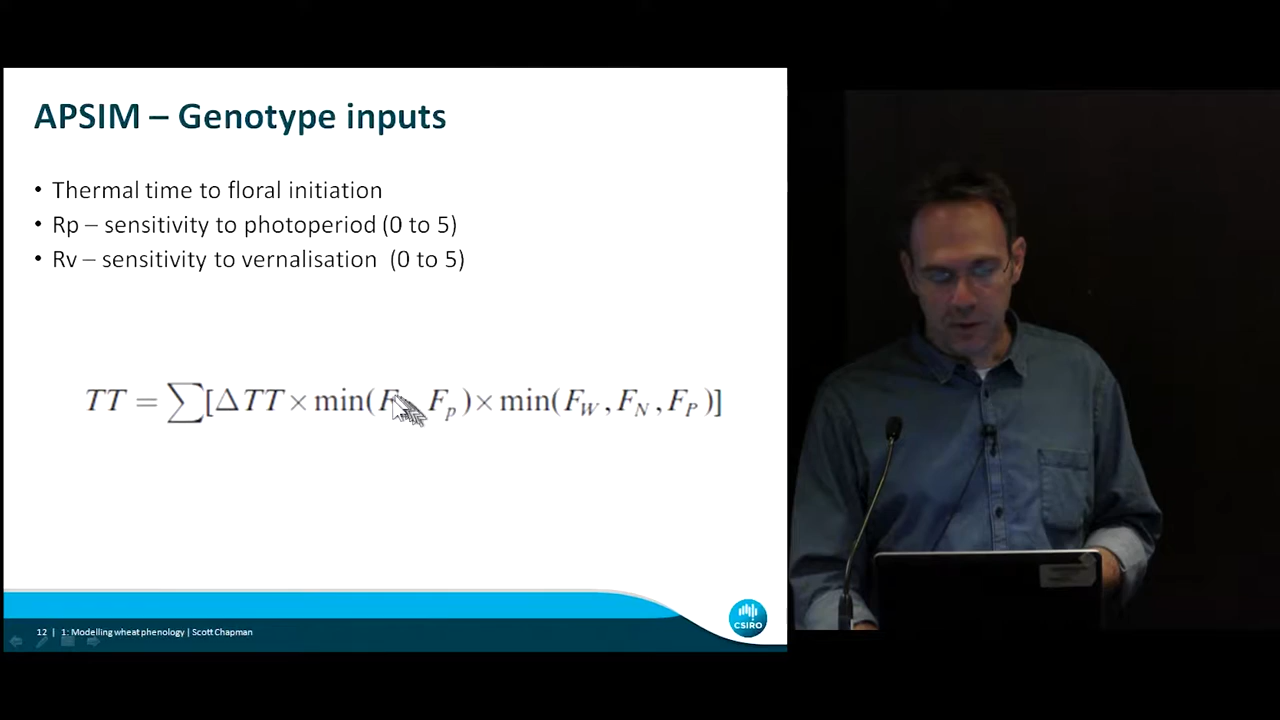 APSIM – Genotype inputs
• Thermal time to floral initiation
• Rp – sensitivity to photoperiod (0 to 5)
• Rv – sensitivity to vernalisation (0 to 5)
TT = ∑[ΔTT × min(F , F_p) × min(F_W, F_N, F_P)]
12 | 1: Modelling wheat phenology | Scott Chapman
CSIRO